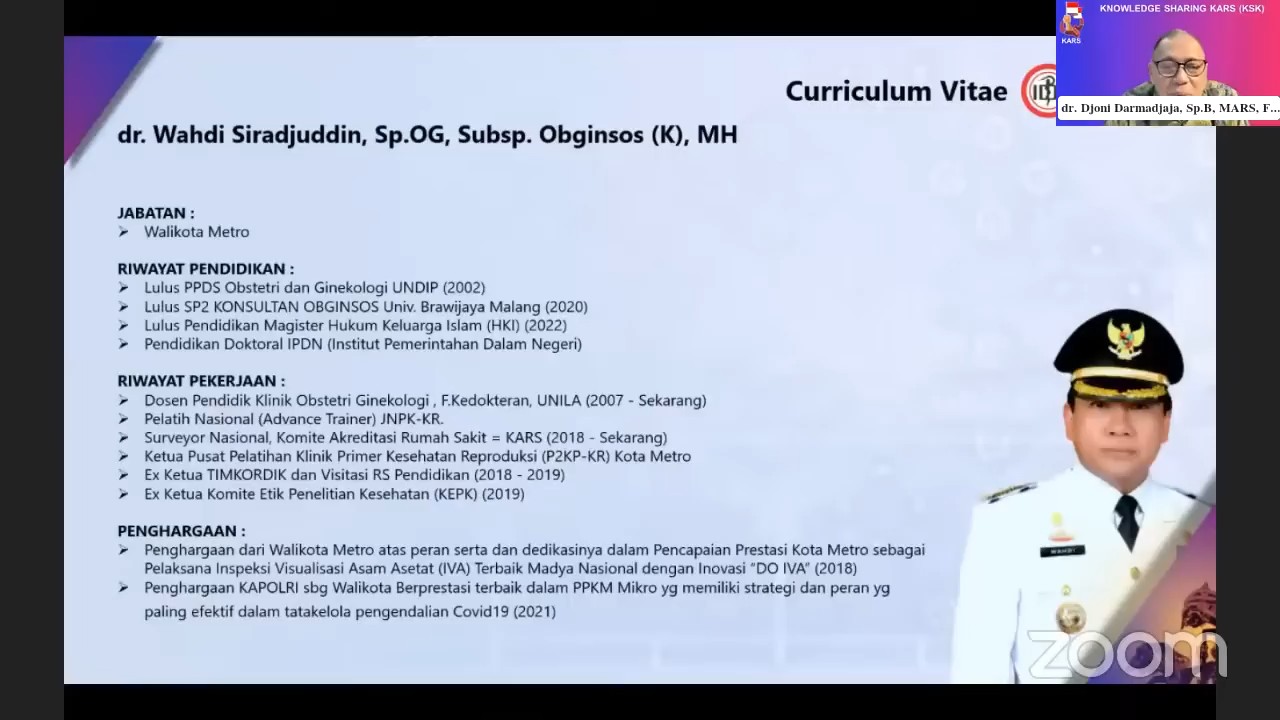 KNOWLEDGE SHARING KARS (KSK)
KARS
dr. Djoni Darmadjaja, Sp.B, MARS, F...
Curriculum Vitae
dr. Wahdi Siradjuddin, Sp.OG, Subsp. Obginsos (K), MH
JABATAN :
Walikota Metro
RIWAYAT PENDIDIKAN :
Lulus PPDS Obstetri dan Ginekologi UNDIP (2002)
Lulus SP2 KONSULTAN OBGINSOS Univ. Brawijaya Malang (2020)
Lulus Pendidikan Magister Hukum Keluarga Islam (HKI) (2022)
Pendidikan Doktoral IPDN (Institut Pemerintahan Dalam Negeri)
RIWAYAT PEKERJAAN :
Dosen Pendidik Klinik Obstetri Ginekologi , F.Kedokteran, UNILA (2007 - Sekarang)
Pelatih Nasional (Advance Trainer) JNPK-KR.
Surveyor Nasional, Komite Akreditasi Rumah Sakit = KARS (2018 - Sekarang)
Ketua Pusat Pelatihan Klinik Primer Kesehatan Reproduksi (P2KP-KR) Kota Metro
Ex Ketua TIMKORDIK dan Visitasi RS Pendidikan (2018 - 2019)
Ex Ketua Komite Etik Penelitian Kesehatan (KEPK) (2019)
PENGHARGAAN :
Penghargaan dari Walikota Metro atas peran serta dan dedikasinya dalam Pencapaian Prestasi Kota Metro sebagai
Pelaksana Inspeksi Visualisasi Asam Asetat (IVA) Terbaik Madya Nasional dengan Inovasi "DO IVA" (2018)
Penghargaan KAPOLRI sbg Walikota Berprestasi terbaik dalam PPKM Mikro yg memiliki strategi dan peran yg
paling efektif dalam tatakelola pengendalian Covid19 (2021)
WAHDI
zoom